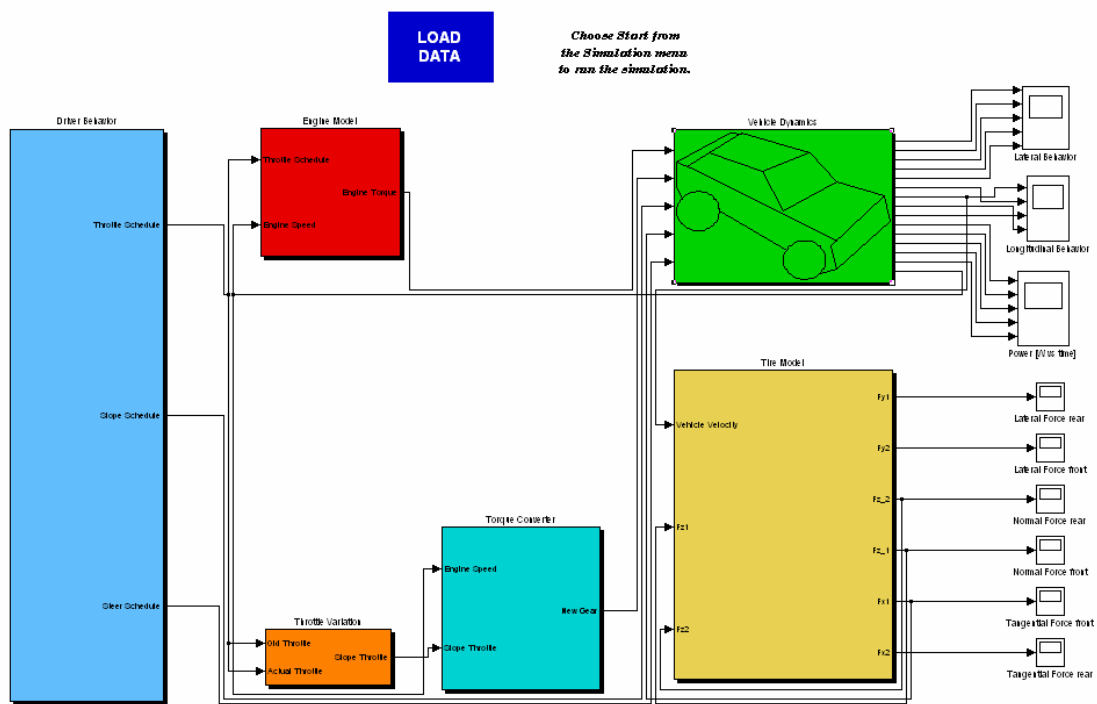 LOAD
DATA
Choose Start from
the Simulation menu
to run the simulation.
Driver Behavior
Throttle Schedule
Slope Schedule
Steer Schedule
Engine Model
Throttle Schedule
Engine Torque
Engine Speed
Vehicle Dynamics
Lateral Behavior
Longitudinal Behavior
Power [W vs time]
Throttle Variation
Old Throttle
Slope Throttle
Actual Throttle
Torque Converter
Engine Speed
New Gear
Slope Throttle
Tire Model
Vehicle Velocity
Fz1
Fz2
Fy1
Fy2
Fz_2
Fz_1
Fx1
Fx2
Lateral Force rear
Lateral Force front
Normal Force rear
Normal Force front
Tangential Force front
Tangential Force rear